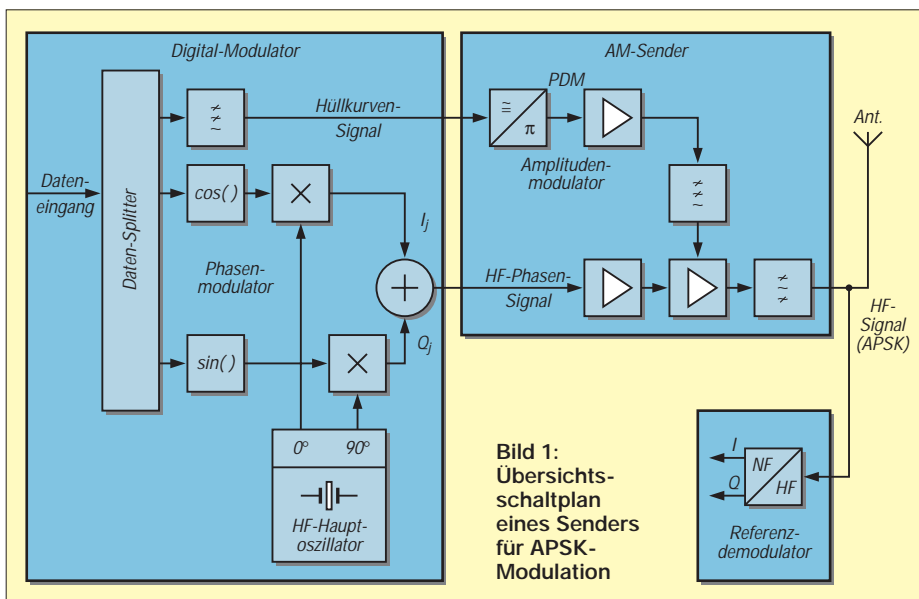 Digital-Modulator
Daten-
eingang
Daten-Splitter
Hüllkurven-
Signal
cos( )
×
I_j
Phasen-
modulator
+
Q_j
sin( )
×
0° 90°
HF-Haupt-
oszillator
AM-Sender
PDM
π
Amplituden-
modulator
HF-Phasen-
Signal
Ant.
HF-
Signal
(APSK)
I
Q
NF
HF
Referenz-
demodulator
Bild 1:
Übersichts-
schaltplan
eines Senders
für APSK-
Modulation